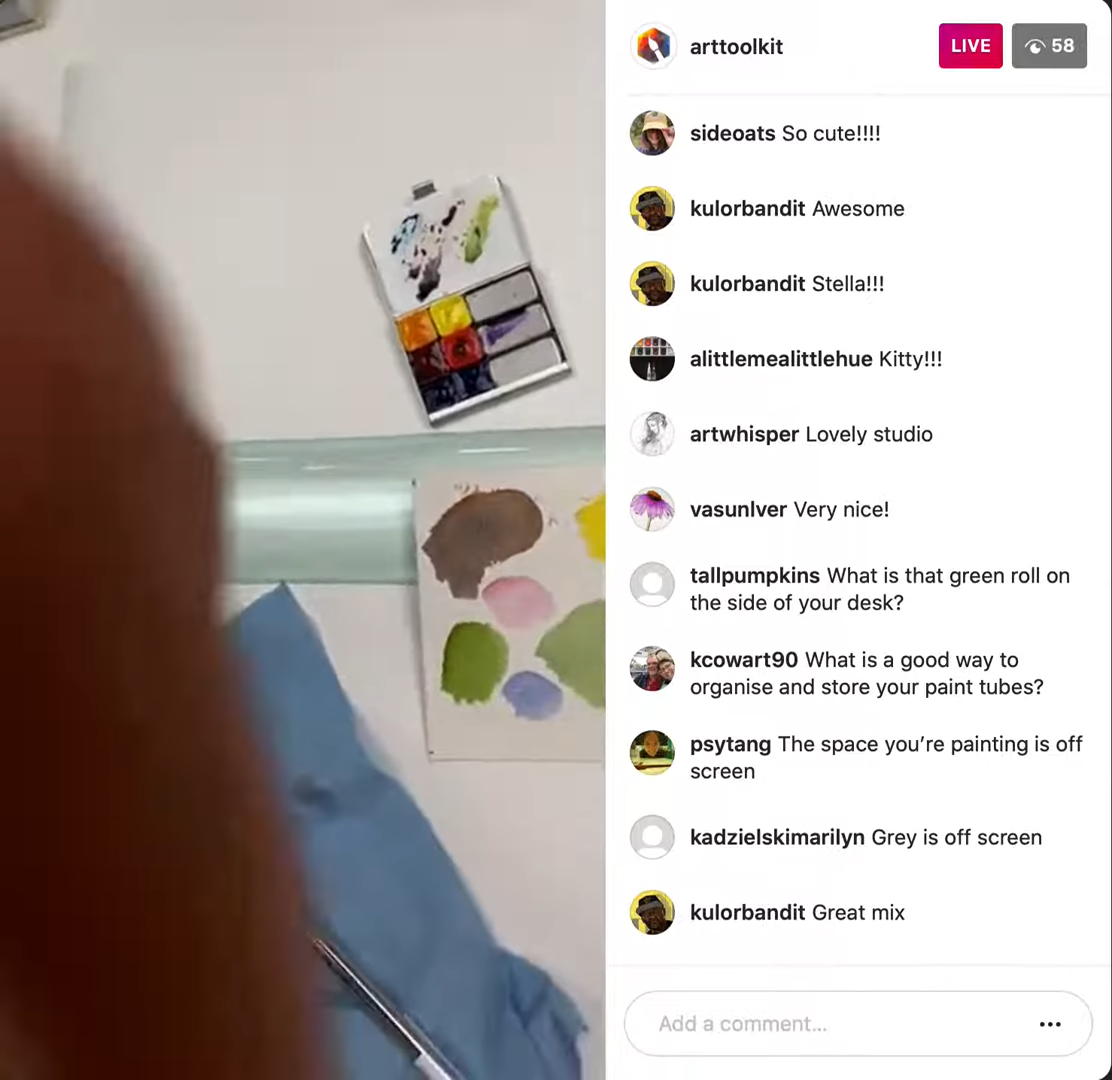 arttoolkit
LIVE
58
sideoats So cute!!!!
kulorbandit Awesome
kulorbandit Stella!!!
alittlemealittlehue Kitty!!!
artwhisper Lovely studio
vasunlver Very nice!
tallpumpkins What is that green roll on
the side of your desk?
kcowart90 What is a good way to
organise and store your paint tubes?
psytang The space you’re painting is off
screen
kadzielskimarilyn Grey is off screen
kulorbandit Great mix
Add a comment...